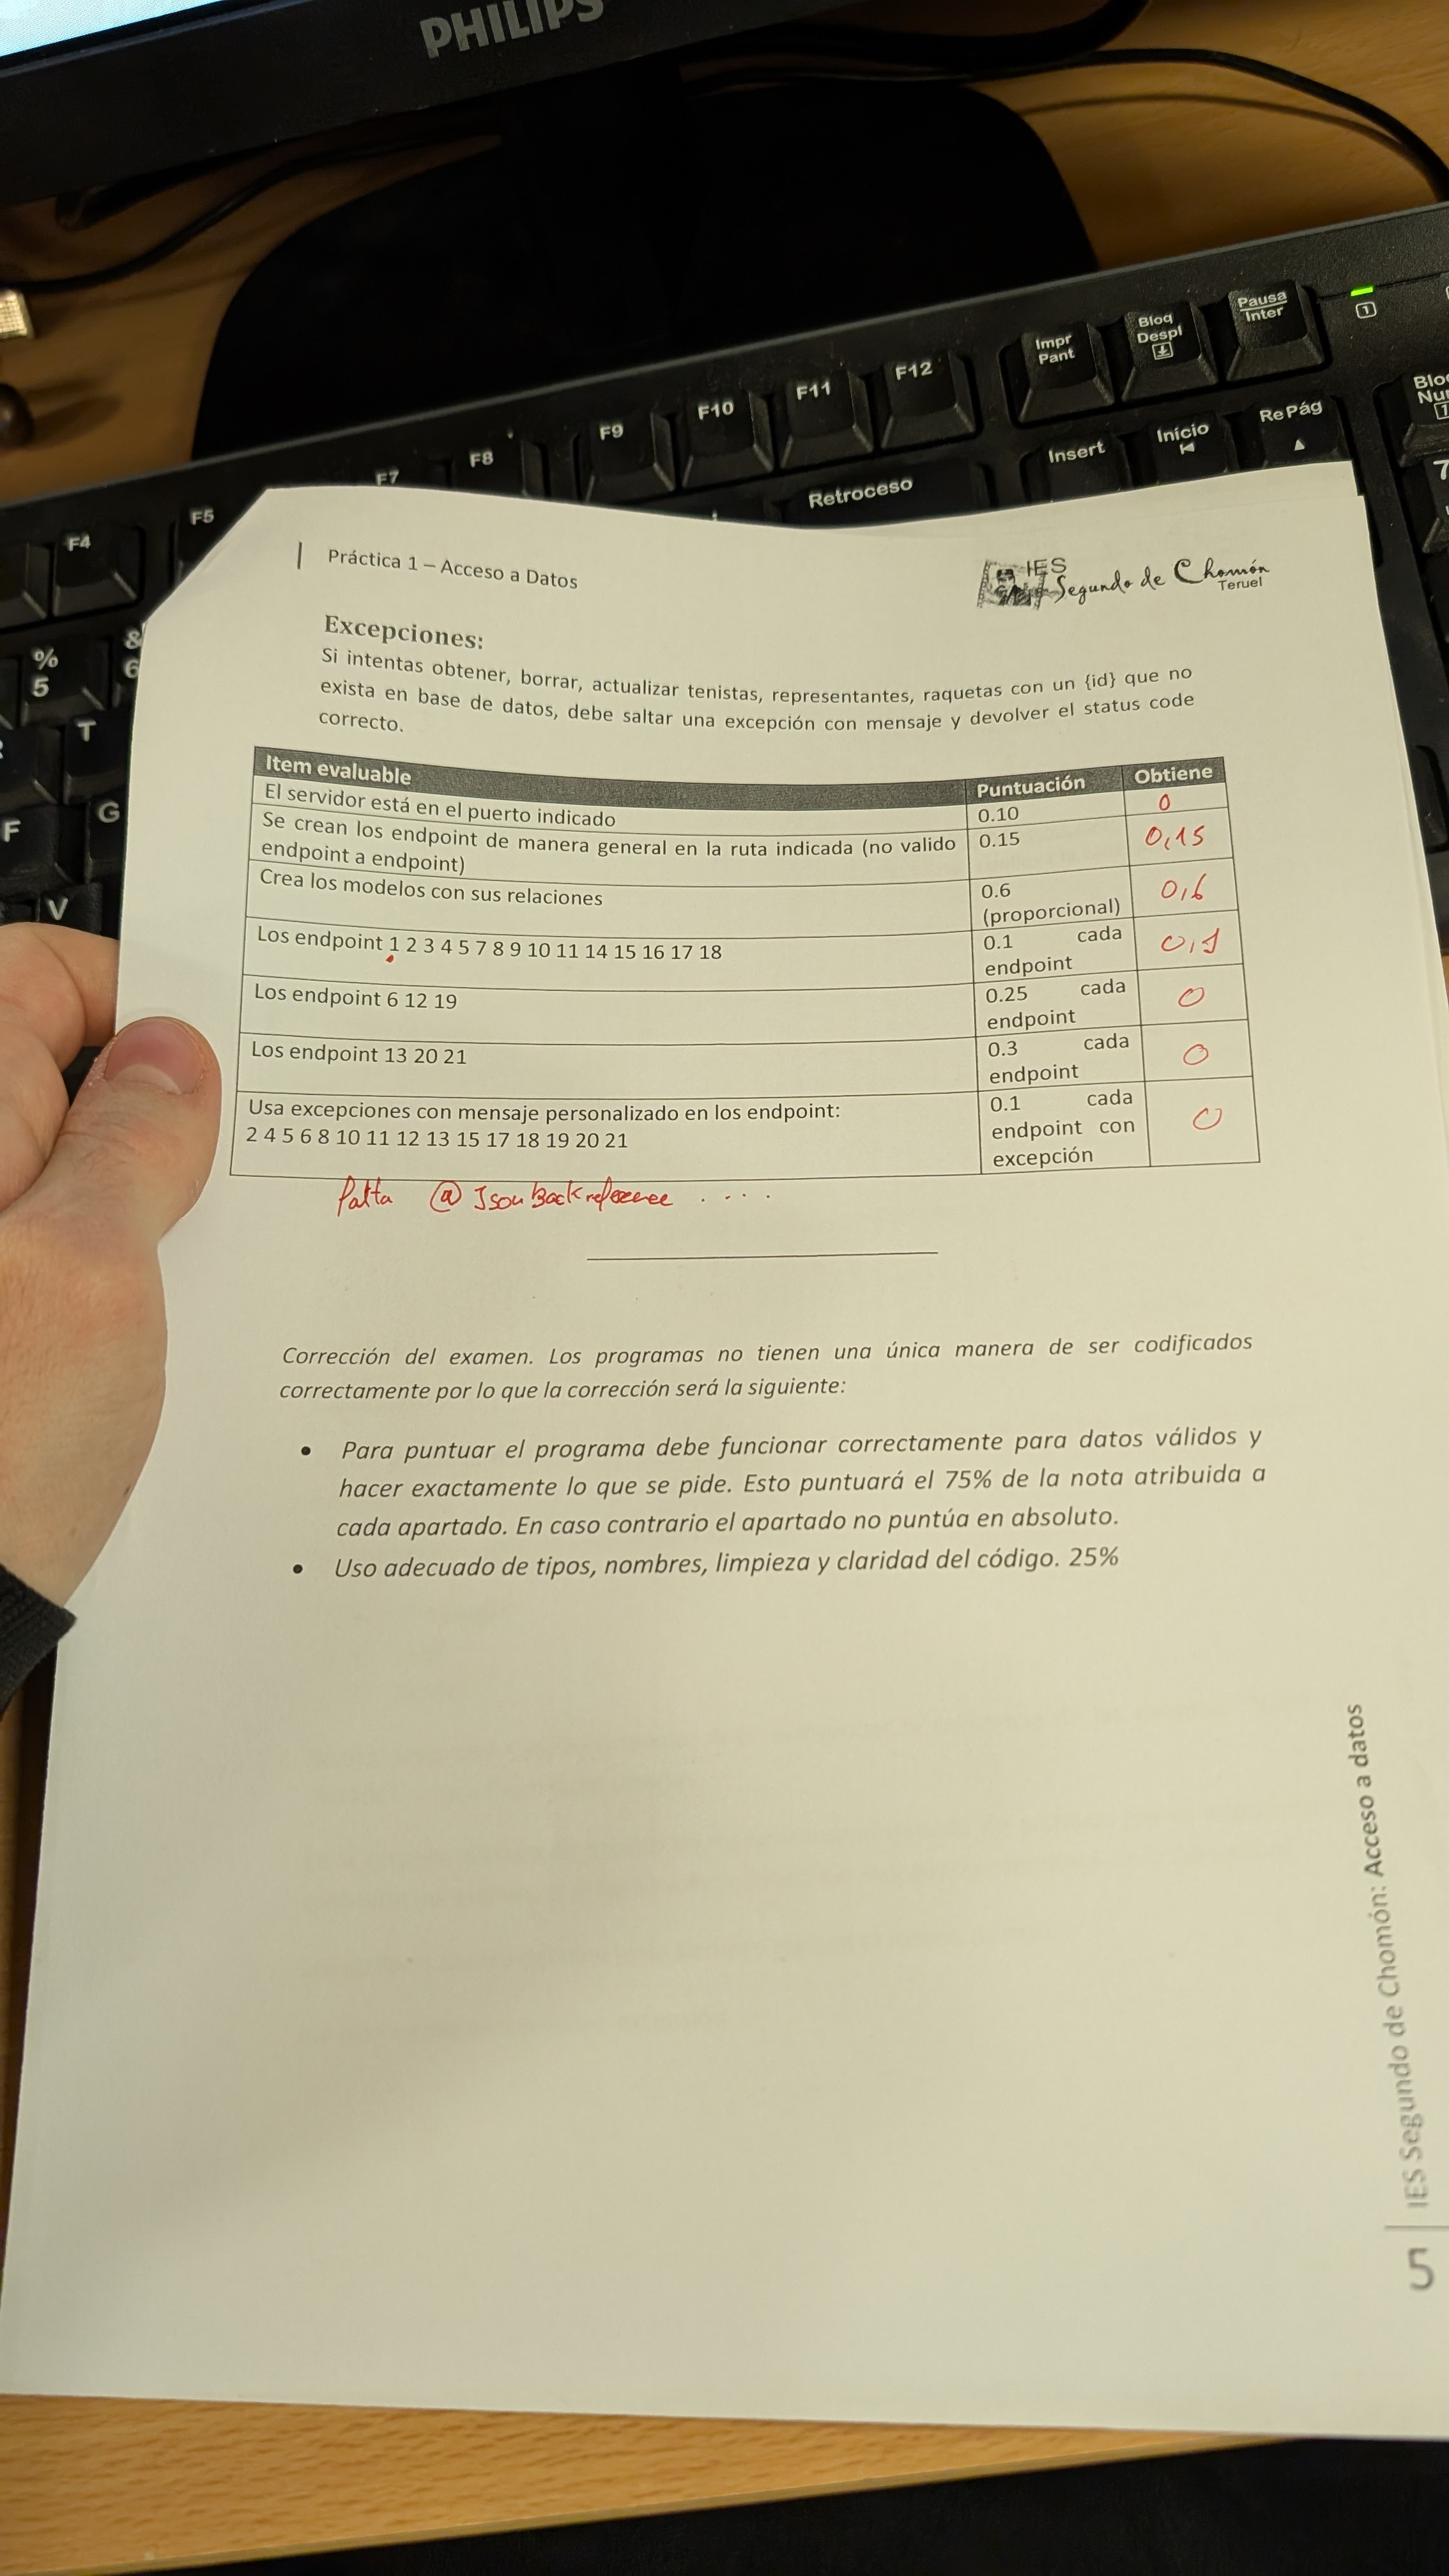 PHILIPS
Pausa
Inter
Bloq
Despl
Impr
Pant
F12
F11
F10
F9
F8
F7
F5
F4
RePág
Inicio
Insert
Retroceso
%
5
&
6
T
G
F
V
7
Práctica 1 – Acceso a Datos
IES
Segundo de Chomón
Teruel
Excepciones:
Si intentas obtener, borrar, actualizar tenistas, representantes, raquetas con un {id} que no
exista en base de datos, debe saltar una excepción con mensaje y devolver el status code
correcto.
Item evaluable Puntuación Obtiene
El servidor está en el puerto indicado 0.10 0
Se crean los endpoint de manera general en la ruta indicada (no valido 0.15 0,15
endpoint a endpoint)
Crea los modelos con sus relaciones 0.6 0,6
(proporcional)
Los endpoint 1 2 3 4 5 7 8 9 10 11 14 15 16 17 18 0.1 cada 0,1
endpoint
Los endpoint 6 12 19 0.25 cada 0
endpoint
Los endpoint 13 20 21 0.3 cada 0
endpoint
Usa excepciones con mensaje personalizado en los endpoint: 0.1 cada 0
2 4 5 6 8 10 11 12 13 15 17 18 19 20 21 endpoint con
excepción
Falta @JsonBackreference ....
Corrección del examen. Los programas no tienen una única manera de ser codificados
correctamente por lo que la corrección será la siguiente:
• Para puntuar el programa debe funcionar correctamente para datos válidos y
hacer exactamente lo que se pide. Esto puntuará el 75% de la nota atribuida a
cada apartado. En caso contrario el apartado no puntúa en absoluto.
• Uso adecuado de tipos, nombres, limpieza y claridad del código. 25%
5 | IES Segundo de Chomón: Acceso a datos